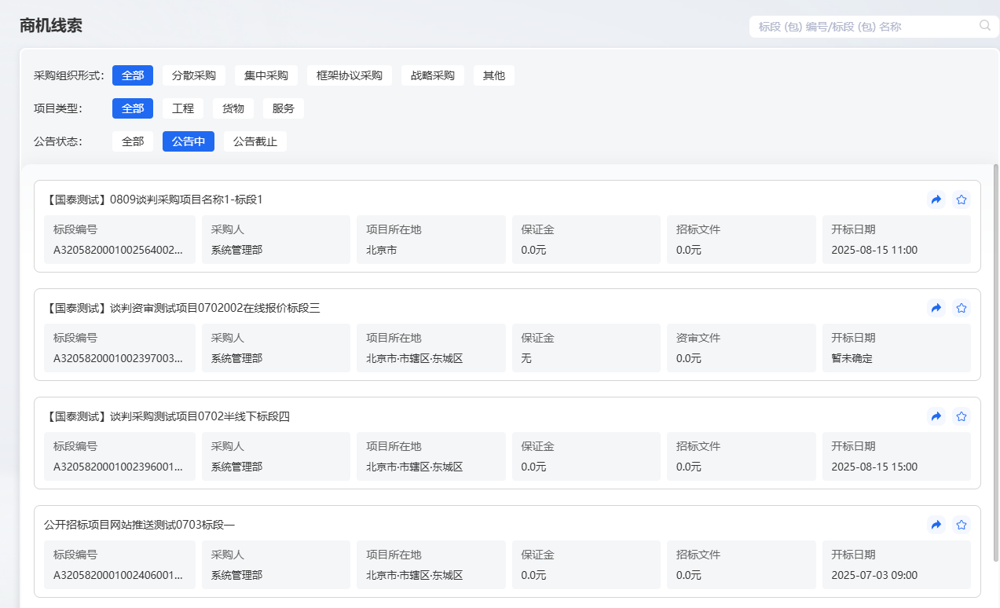 商机线索
标段 (包) 编号/标段 (包) 名称
采购组织形式: 全部 分散采购 集中采购 框架协议采购 战略采购 其他
项目类型: 全部 工程 货物 服务
公告状态: 全部 公告中 公告截止
【国泰测试】0809谈判采购项目名称1-标段1
标段编号 采购人 项目所在地 保证金 招标文件 开标日期
A3205820001002564002... 系统管理部 北京市 0.0元 0.0元 2025-08-15 11:00
【国泰测试】谈判资审测试项目0702002在线报价标段三
标段编号 采购人 项目所在地 保证金 资审文件 开标日期
A3205820001002397003... 系统管理部 北京市·市辖区·东城区 无 0.0元 暂未确定
【国泰测试】谈判采购测试项目0702半线下标段四
标段编号 采购人 项目所在地 保证金 招标文件 开标日期
A3205820001002396001... 系统管理部 北京市·市辖区·东城区 0.0元 0.0元 2025-08-15 15:00
公开招标项目网站推送测试0703标段一
标段编号 采购人 项目所在地 保证金 招标文件 开标日期
A3205820001002406001... 系统管理部 北京市·市辖区·东城区 0.0元 0.0元 2025-07-03 09:00